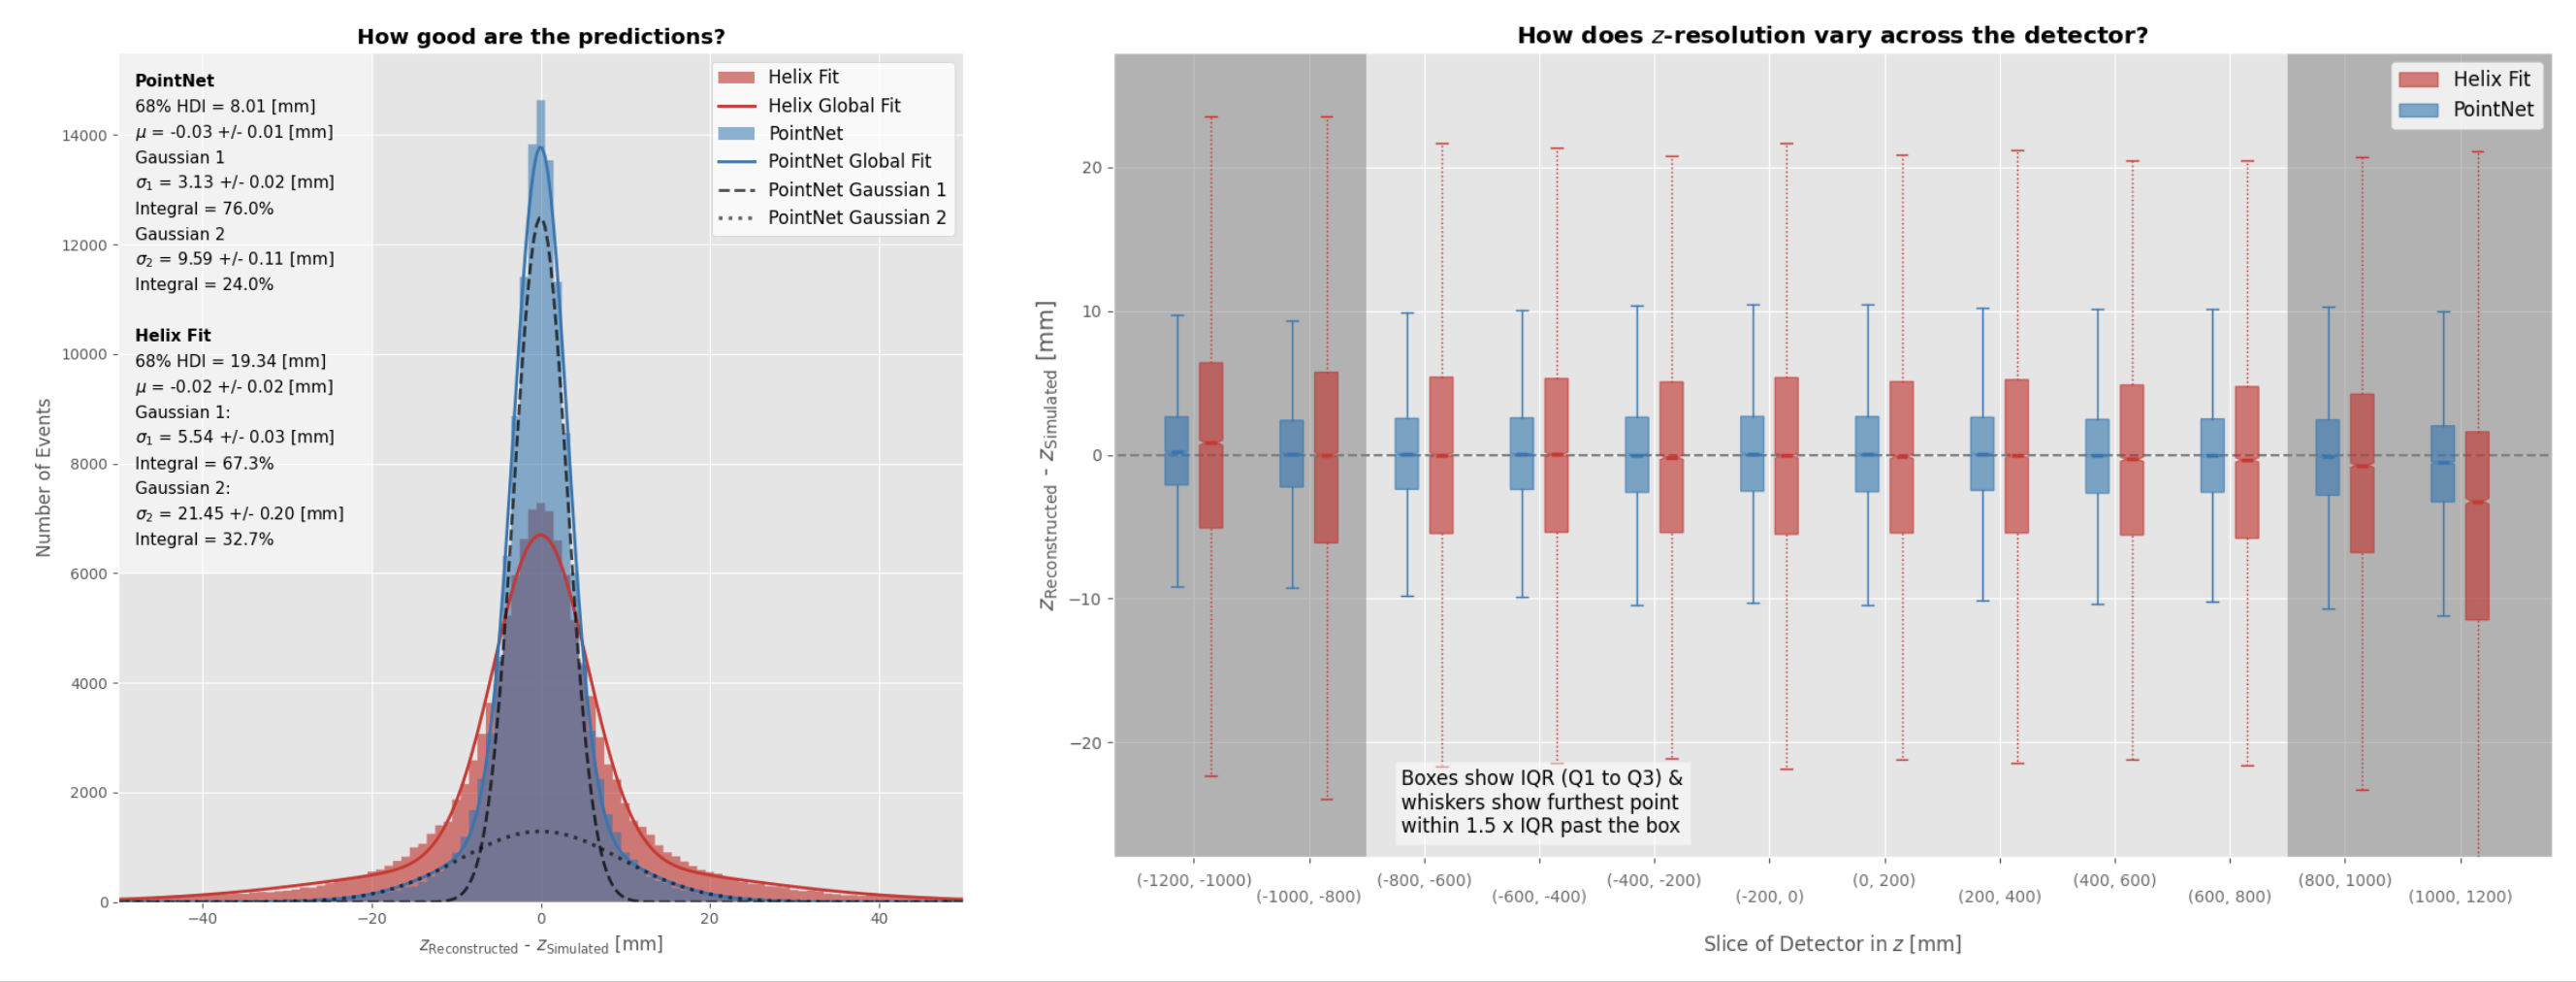 How good are the predictions?
PointNet
68% HDI = 8.01 [mm]
μ = -0.03 +/- 0.01 [mm]
Gaussian 1
σ₁ = 3.13 +/- 0.02 [mm]
Integral = 76.0%
Gaussian 2
σ₂ = 9.59 +/- 0.11 [mm]
Integral = 24.0%
Helix Fit
68% HDI = 19.34 [mm]
μ = -0.02 +/- 0.02 [mm]
Gaussian 1:
σ₁ = 5.54 +/- 0.03 [mm]
Integral = 67.3%
Gaussian 2:
σ₂ = 21.45 +/- 0.20 [mm]
Integral = 32.7%
Helix Fit
Helix Global Fit
PointNet
PointNet Global Fit
PointNet Gaussian 1
PointNet Gaussian 2
Number of Events
14000
12000
10000
8000
6000
4000
2000
0
−40 −20 0 20 40
zReconstructed - zSimulated [mm]
How does z-resolution vary across the detector?
Helix Fit
PointNet
zReconstructed - zSimulated [mm]
20
10
0
−10
−20
Boxes show IQR (Q1 to Q3) &
whiskers show furthest point
within 1.5 x IQR past the box
(-1200, -1000) (-800, -600) (-400, -200) (0, 200) (400, 600) (800, 1000)
(-1000, -800) (-600, -400) (-200, 0) (200, 400) (600, 800) (1000, 1200)
Slice of Detector in z [mm]